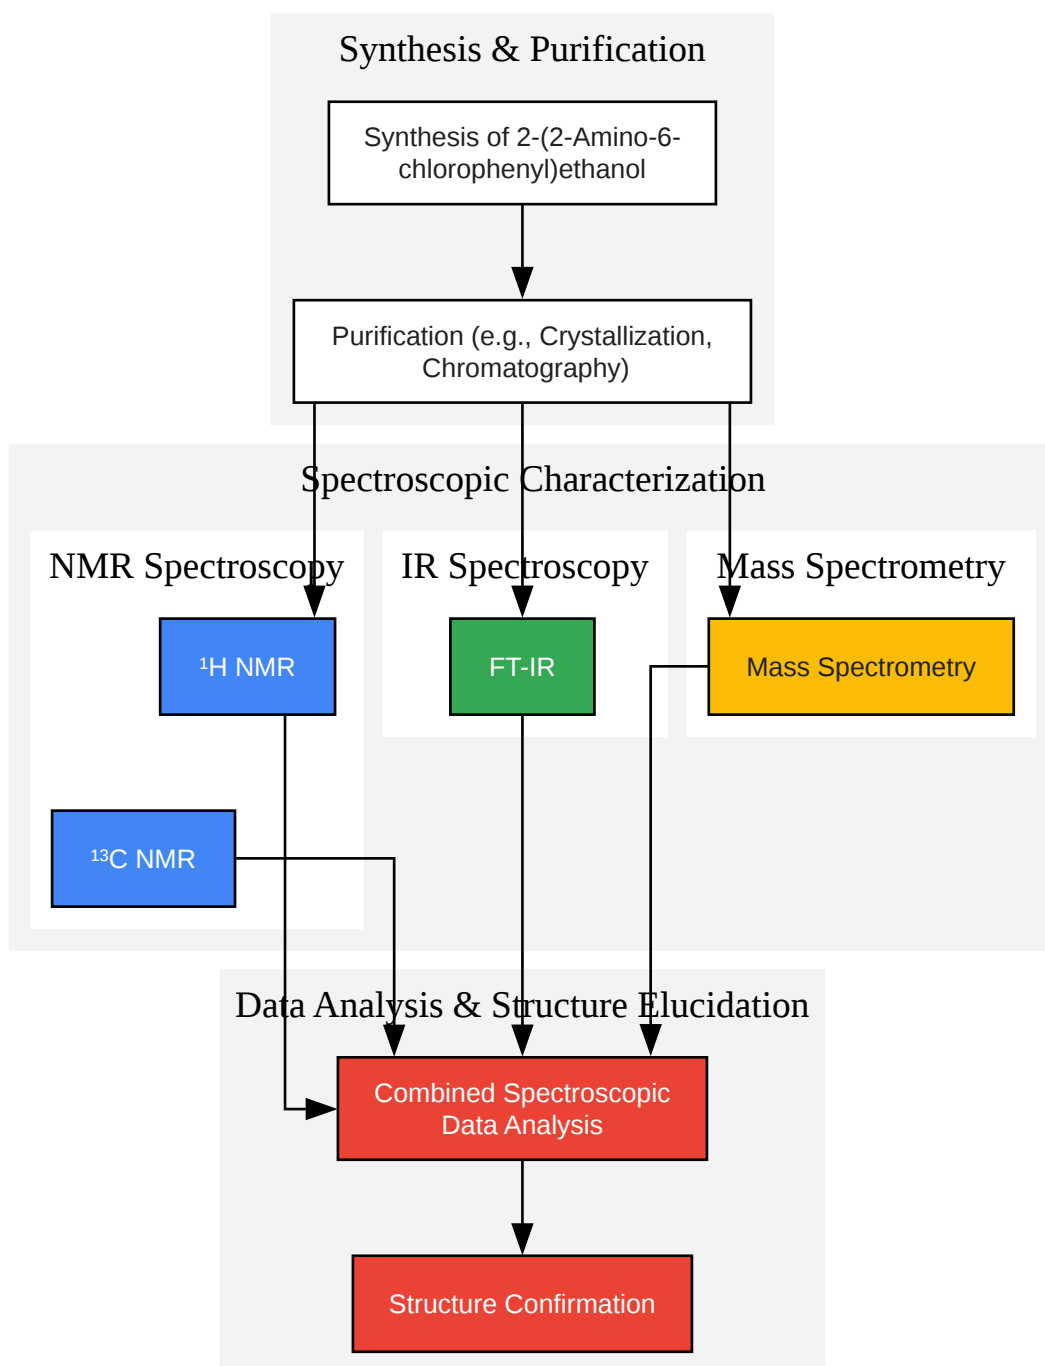 Synthesis & Purification
Synthesis of 2-(2-Amino-6-
chlorophenyl)ethanol
Purification (e.g., Crystallization,
Chromatography)
Spectroscopic Characterization
NMR Spectroscopy
IR Spectroscopy
Mass Spectrometry
¹H NMR
FT-IR
Mass Spectrometry
¹³C NMR
Data Analysis & Structure Elucidation
Combined Spectroscopic
Data Analysis
Structure Confirmation